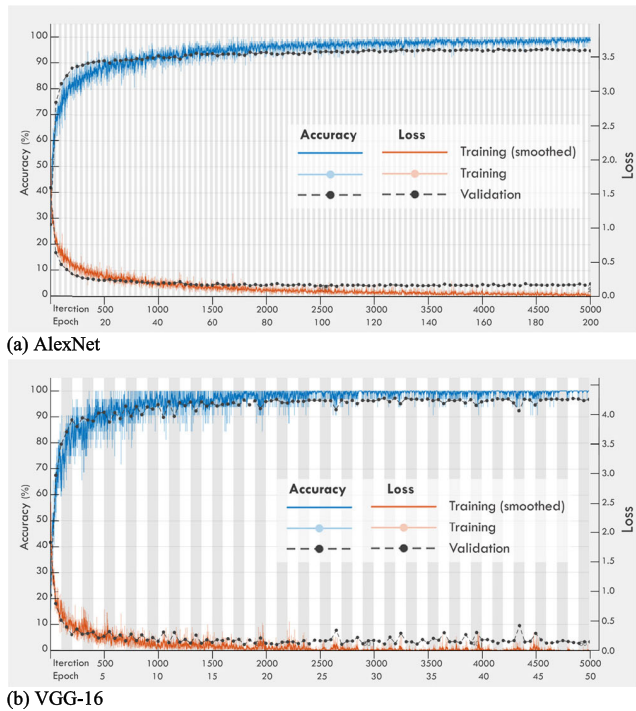 100
90
80
70
60
50
40
30
20
10
0
Accuracy (%)
3.5
3.0
2.5
2.0
1.5
1.0
0.5
0.0
Loss
Accuracy Loss
Training (smoothed)
Training
Validation
Iteration 500 1000 1500 2000 2500 3000 3500 4000 4500 5000
Epoch 20 40 60 80 100 120 140 160 180 200
(a) AlexNet
100
90
80
70
60
50
40
30
20
10
0
Accuracy (%)
4.0
3.5
3.0
2.5
2.0
1.5
1.0
0.5
0.0
Loss
Accuracy Loss
Training (smoothed)
Training
Validation
Iteration 500 1000 1500 2000 2500 3000 3500 4000 4500 5000
Epoch 5 10 15 20 25 30 35 40 45 50
(b) VGG-16